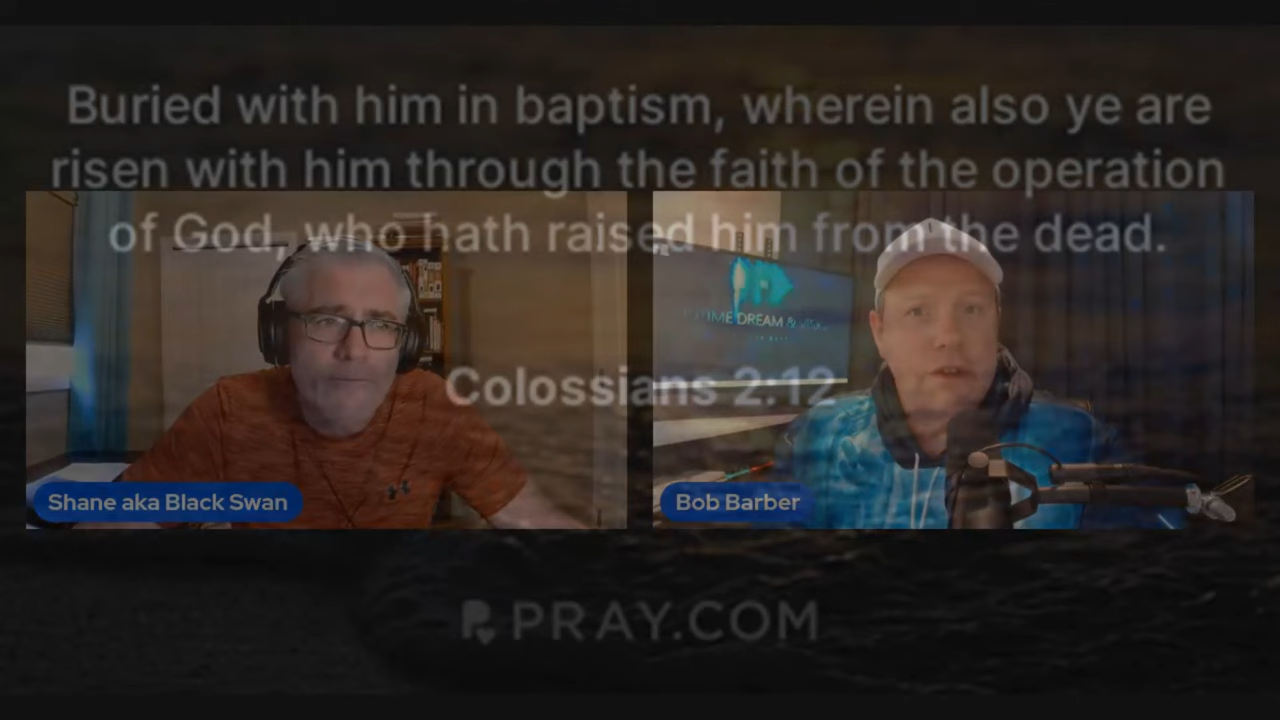 Buried with him in baptism, wherein also ye are
risen with him through the faith of the operation
of God, who hath raised him from the dead.
Colossians 2:12
TIME DREAM &
Shane aka Black Swan
Bob Barber
PRAY.COM